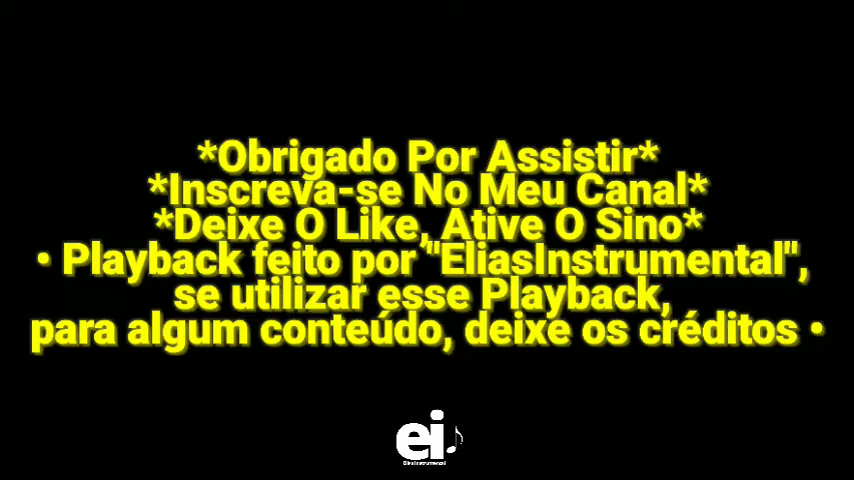 *Obrigado Por Assistir*
*Inscreva-se No Meu Canal*
*Deixe O Like, Ative O Sino*
• Playback feito por "EliasInstrumental",
se utilizar esse Playback,
para algum conteúdo, deixe os créditos •
ei
EliasInstrumental